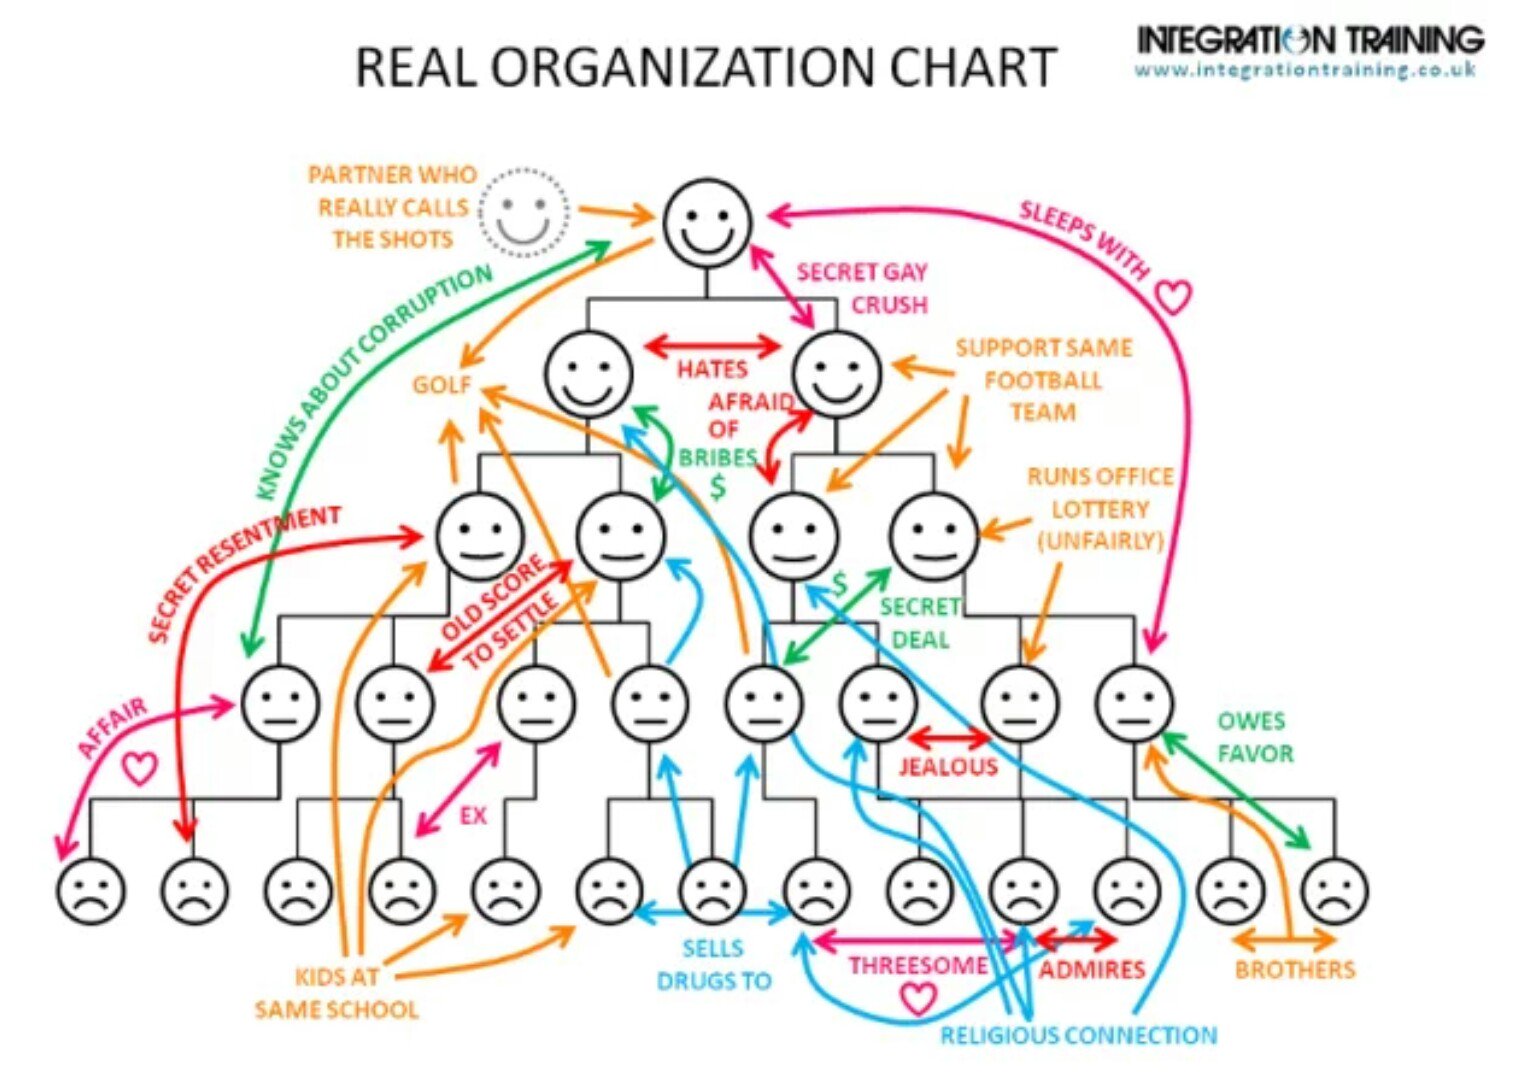 INTEGRATION TRAINING
www.integrationtraining.co.uk
REAL ORGANIZATION CHART
PARTNER WHO
REALLY CALLS
THE SHOTS
SLEEPS WITH
SECRET GAY
CRUSH
KNOWS ABOUT CORRUPTION
HATES
SUPPORT SAME
FOOTBALL
TEAM
GOLF
AFRAID
OF
BRIBES
$
RUNS OFFICE
LOTTERY
(UNFAIRLY)
SECRET RESENTMENT
OLD SCORE
TO SETTLE
$
SECRET
DEAL
AFFAIR
OWES
FAVOR
JEALOUS
EX
KIDS AT
SAME SCHOOL
SELLS
DRUGS TO
THREESOME
ADMIRES
BROTHERS
RELIGIOUS CONNECTION